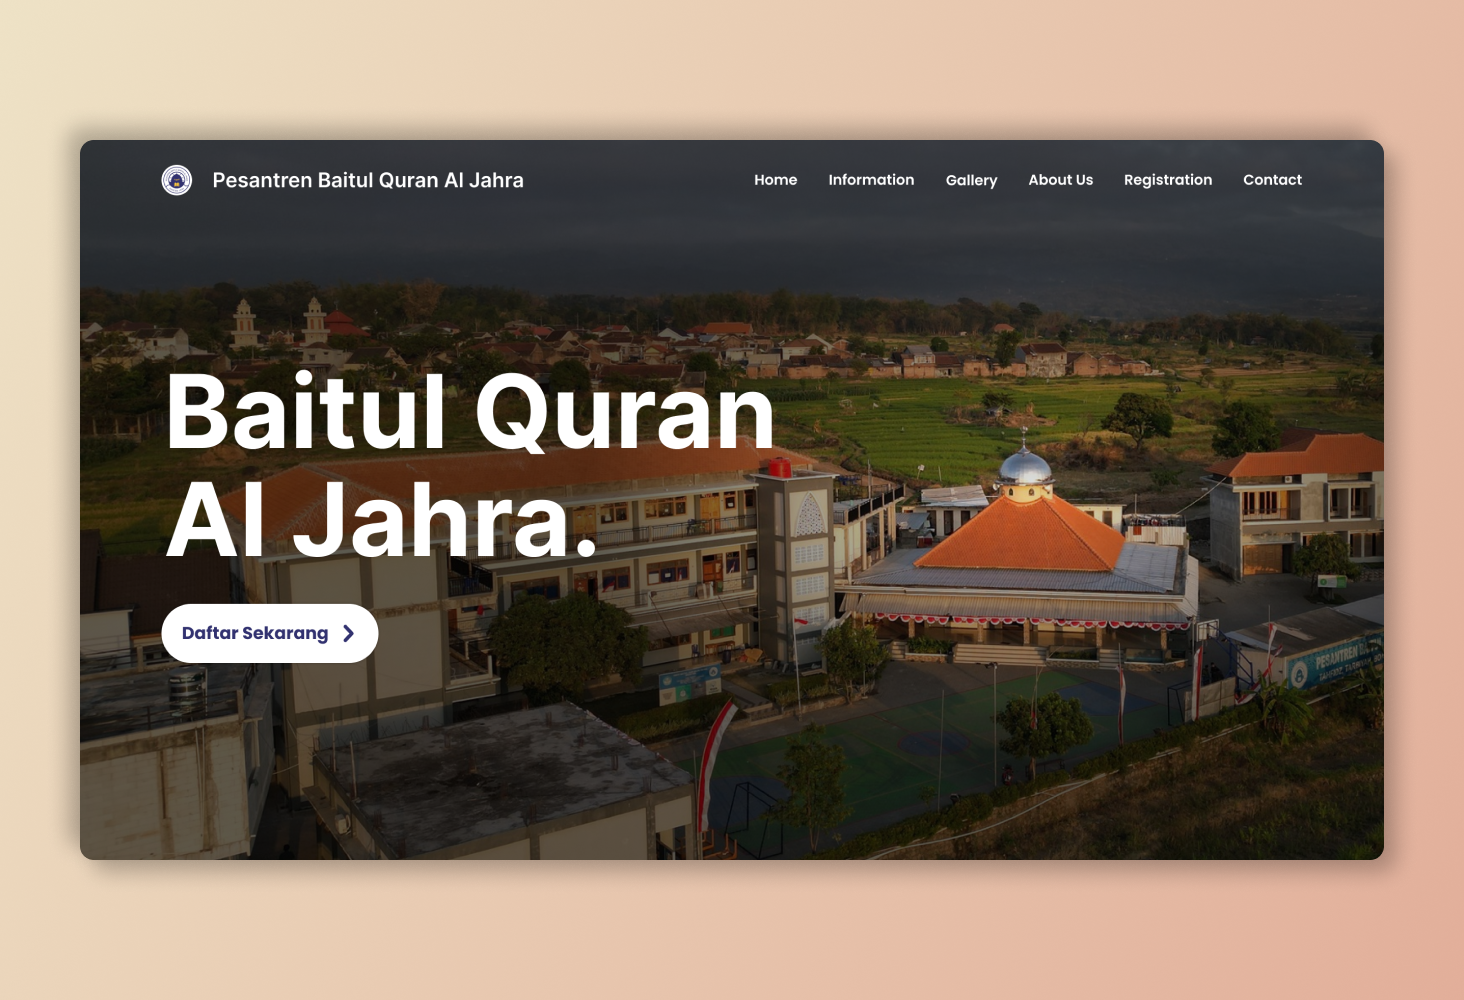 Pesantren Baitul Quran Al Jahra
Home Information Gallery About Us Registration Contact
Baitul Quran
Al Jahra.
Daftar Sekarang
PESANTREN